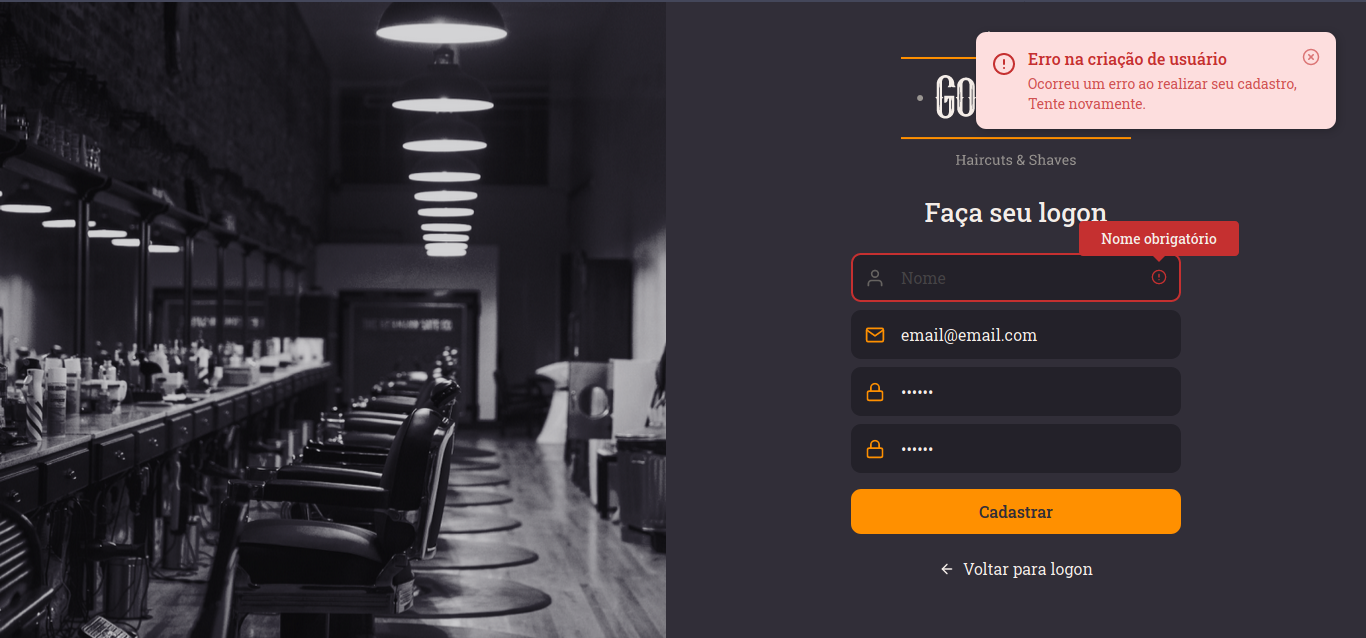 Erro na criação de usuário
Ocorreu um erro ao realizar seu cadastro,
Tente novamente.
GO
Haircuts & Shaves
Faça seu logon
Nome obrigatório
Nome
email@email.com
••••••
••••••
Cadastrar
Voltar para logon